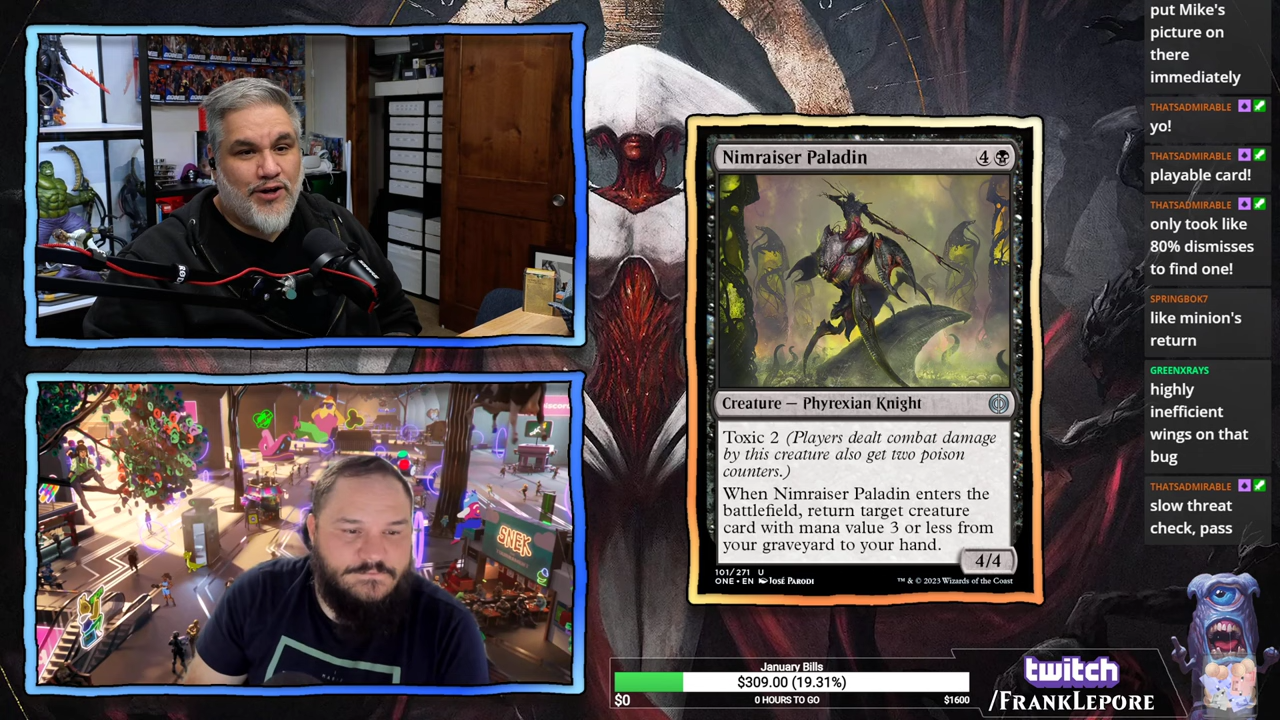 put Mike's
picture on
there
immediately
THATSADMIRABLE
yo!
THATSADMIRABLE
playable card!
THATSADMIRABLE
only took like
80% dismisses
to find one!
SPRINGBOK7
like minion's
return
GREENXRAYS
highly
inefficient
wings on that
bug
THATSADMIRABLE
slow threat
check, pass
Nimraiser Paladin 4
Creature — Phyrexian Knight
Toxic 2 (Players dealt combat damage
by this creature also get two poison
counters.)
When Nimraiser Paladin enters the
battlefield, return target creature
card with mana value 3 or less from
your graveyard to your hand.
4/4
101/271 U
ONE • EN José Parodi
™ & © 2023 Wizards of the Coast
SNEK
January Bills
$309.00 (19.31%)
$0 0 HOURS TO GO $1600
twitch
/FrankLepore